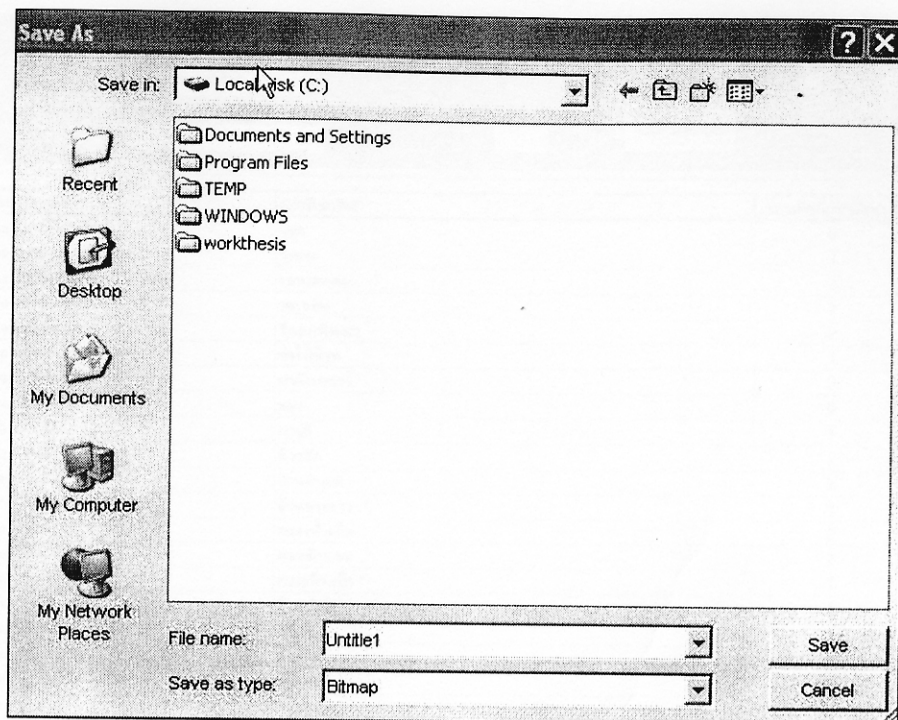 Save As
Save in: Local Disk (C:)
Documents and Settings
Program Files
TEMP
WINDOWS
workthesis
Recent
Desktop
My Documents
My Computer
My Network
Places
File name: Untitle1 Save
Save as type: Bitmap Cancel